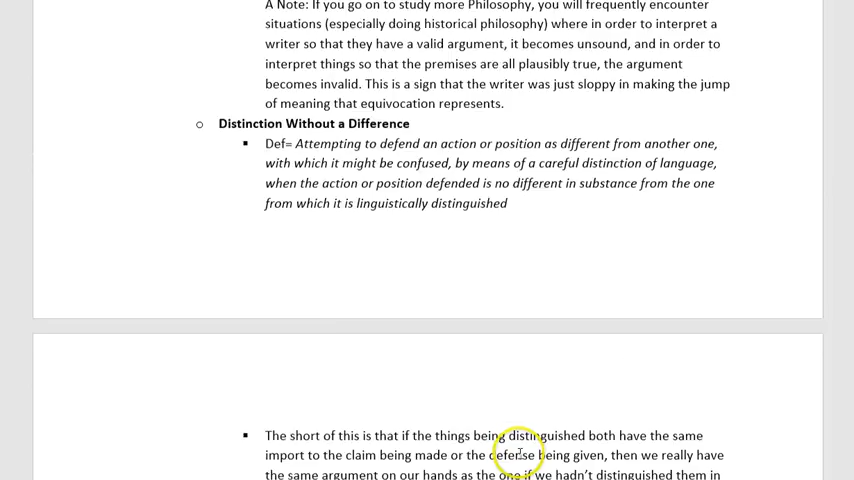 A Note: If you go on to study more Philosophy, you will frequently encounter
situations (especially doing historical philosophy) where in order to interpret a
writer so that they have a valid argument, it becomes unsound, and in order to
interpret things so that the premises are all plausibly true, the argument
becomes invalid. This is a sign that the writer was just sloppy in making the jump
of meaning that equivocation represents.
o Distinction Without a Difference
▪ Def= Attempting to defend an action or position as different from another one,
with which it might be confused, by means of a careful distinction of language,
when the action or position defended is no different in substance from the one
from which it is linguistically distinguished
▪ The short of this is that if the things being distinguished both have the same
import to the claim being made or the defense being given, then we really have
the same argument on our hands as the one if we hadn't distinguished them in